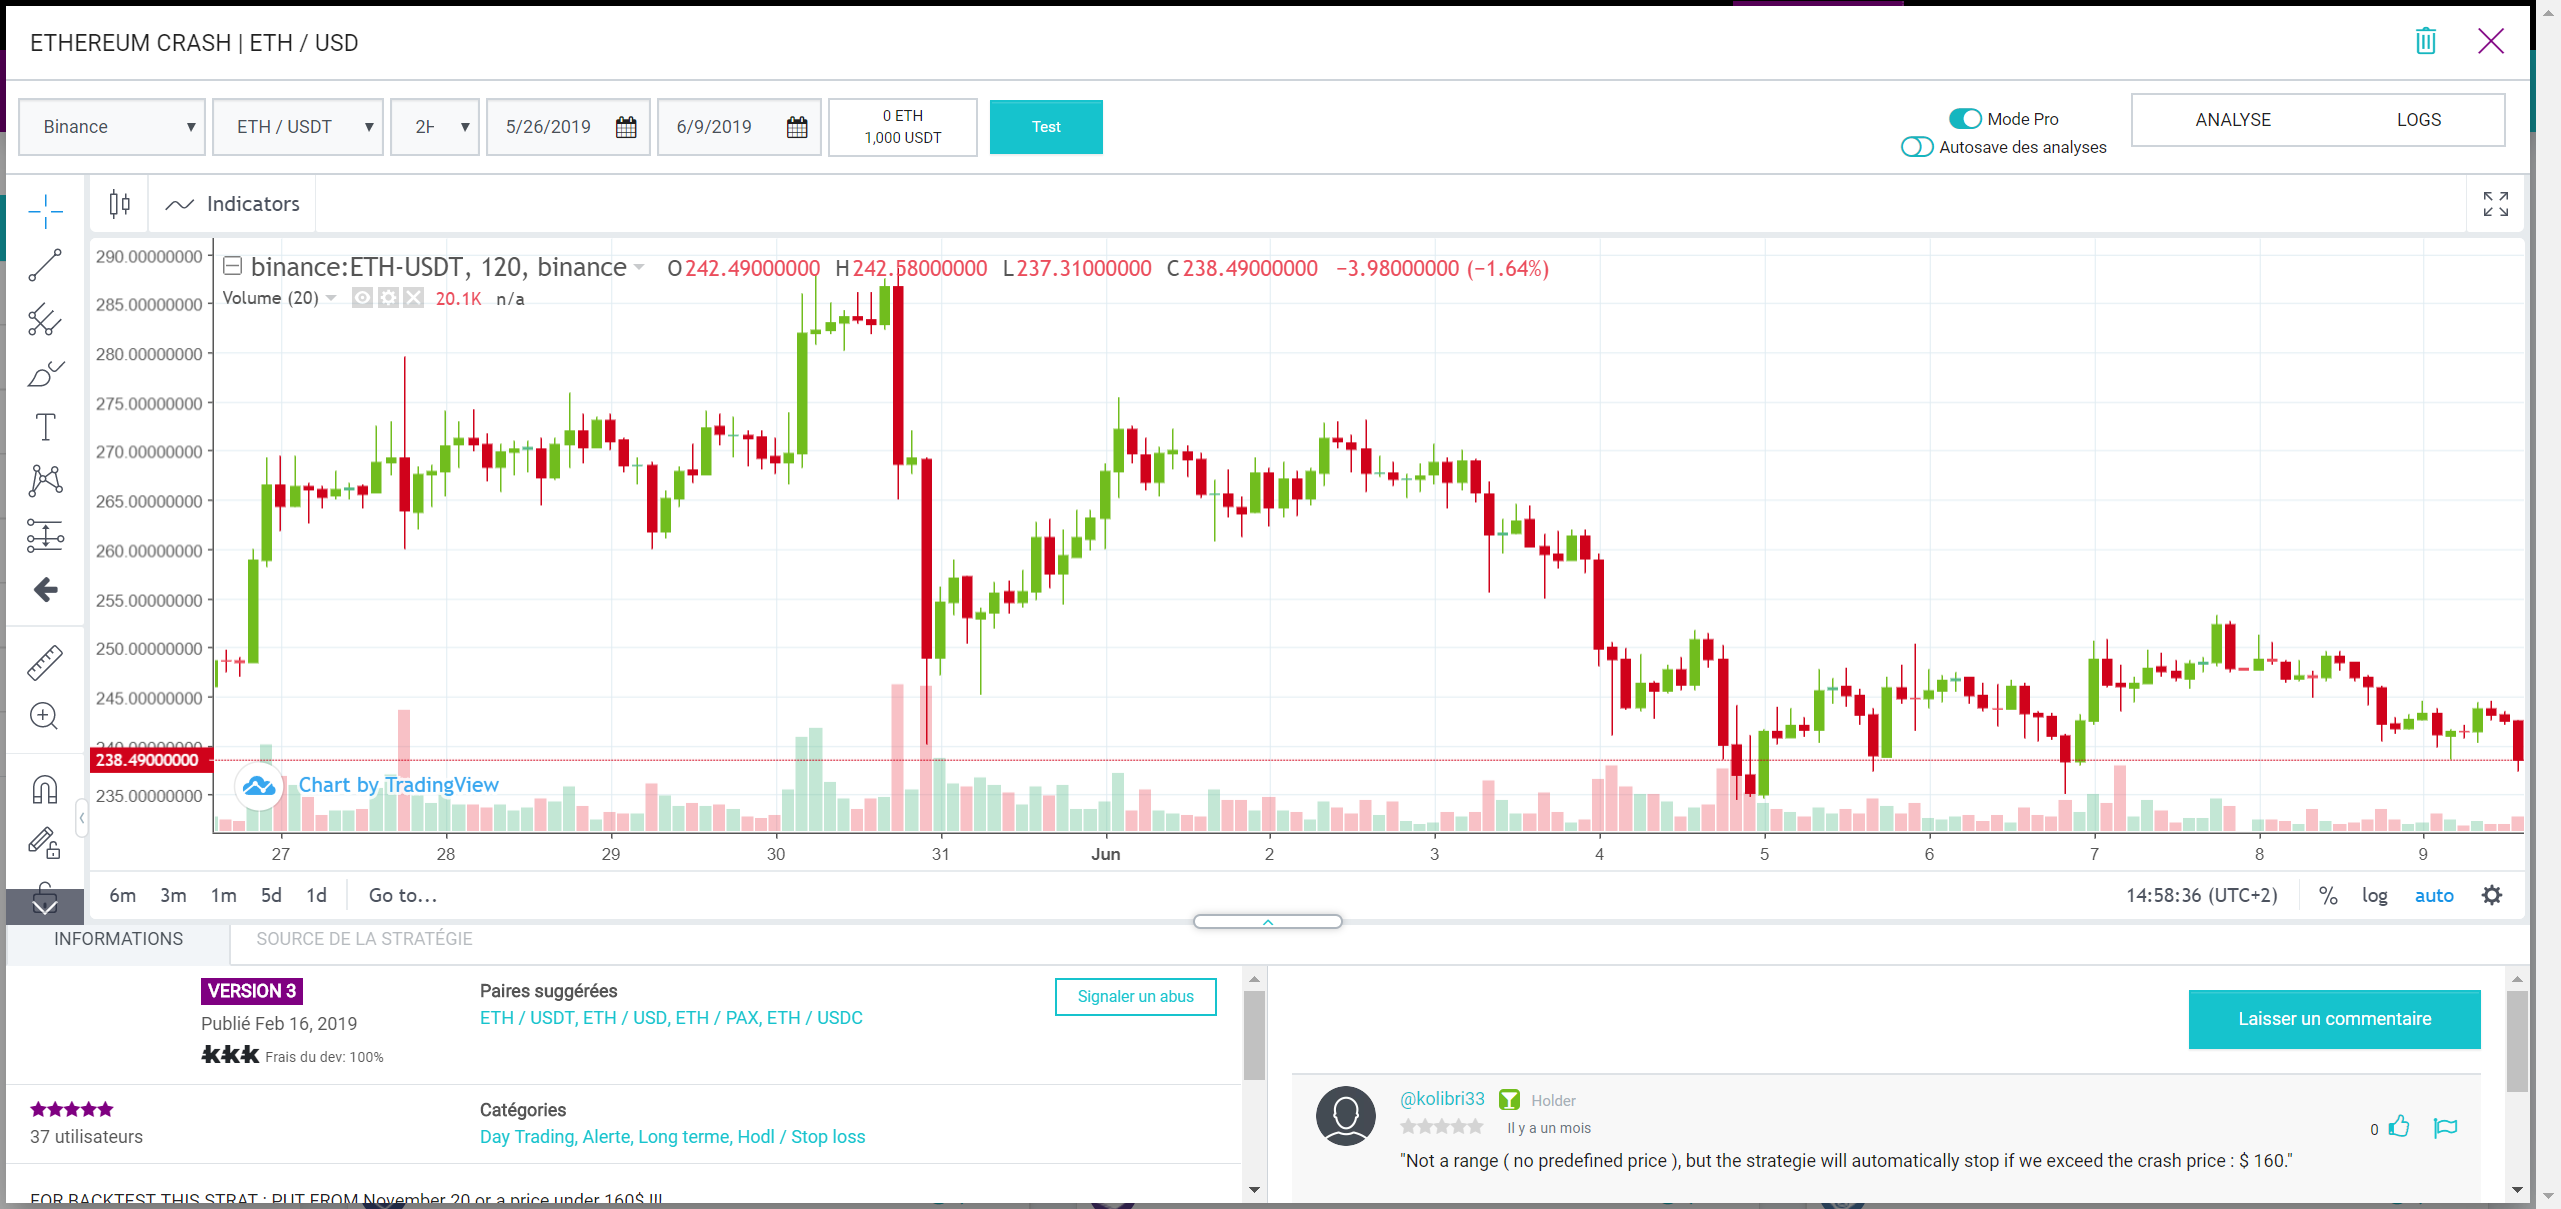 ETHEREUM CRASH | ETH / USD
Binance
ETH / USDT
2H
5/26/2019
6/9/2019
0 ETH
1,000 USDT
Test
Mode Pro
Autosave des analyses
ANALYSE
LOGS
Indicators
binance:ETH-USDT, 120, binance
O242.49000000 H242.58000000 L237.31000000 C238.49000000 −3.98000000 (−1.64%)
Volume (20) 20.1K n/a
290.00000000
285.00000000
280.00000000
275.00000000
270.00000000
265.00000000
260.00000000
255.00000000
250.00000000
245.00000000
240.00000000
238.49000000
235.00000000
Chart by TradingView
27 28 29 30 31 Jun 2 3 4 5 6 7 8 9
6m 3m 1m 5d 1d Go to...
14:58:36 (UTC+2) % log auto
INFORMATIONS
SOURCE DE LA STRATÉGIE
VERSION 3
Publié Feb 16, 2019
Frais du dev: 100%
Paires suggérées
ETH / USDT, ETH / USD, ETH / PAX, ETH / USDC
Signaler un abus
37 utilisateurs
Catégories
Day Trading, Alerte, Long terme, Hodl / Stop loss
FOR BACKTEST THIS STRAT : PUT FROM November 20 or a price under 160$ !!!
Laisser un commentaire
@kolibri33 Holder
Il y a un mois
0
"Not a range ( no predefined price ), but the strategie will automatically stop if we exceed the crash price : $ 160."